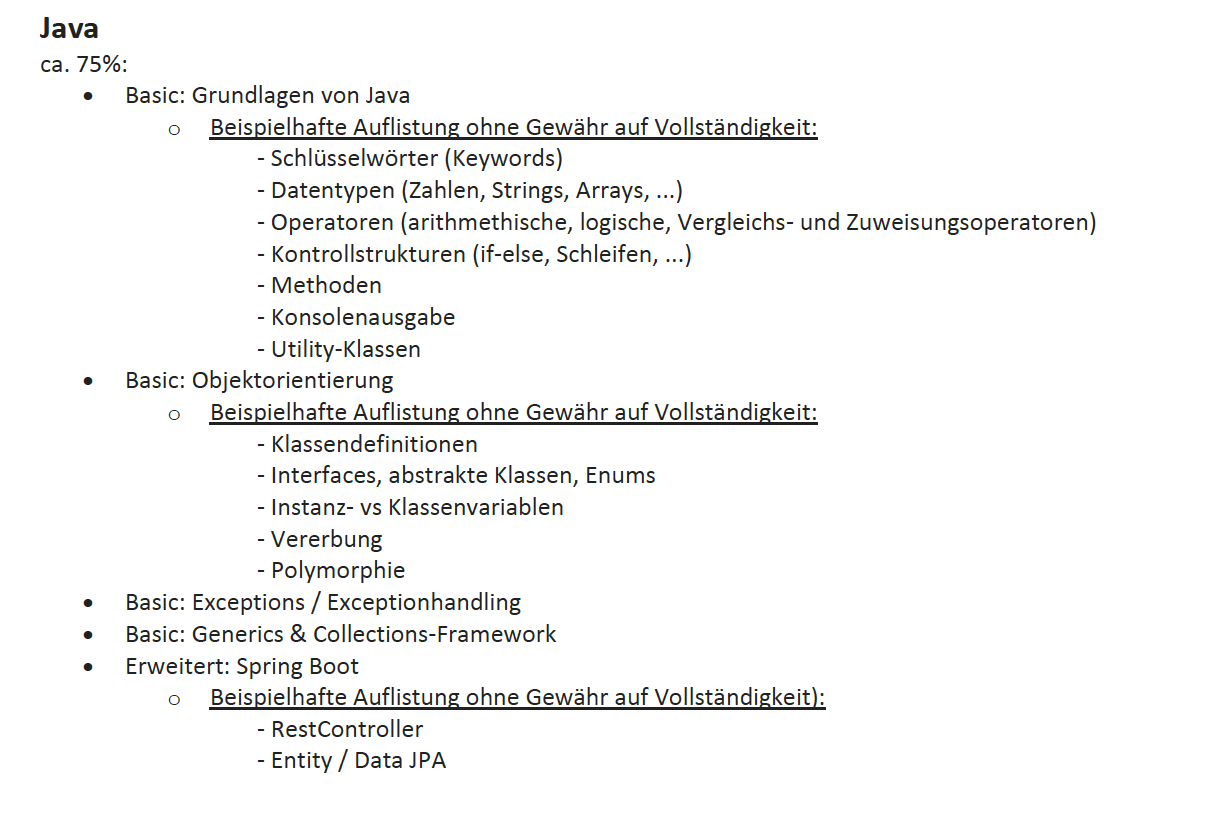 Java
ca. 75%:
• Basic: Grundlagen von Java
o Beispielhafte Auflistung ohne Gewähr auf Vollständigkeit:
- Schlüsselwörter (Keywords)
- Datentypen (Zahlen, Strings, Arrays, ...)
- Operatoren (arithmethische, logische, Vergleichs- und Zuweisungsoperatoren)
- Kontrollstrukturen (if-else, Schleifen, ...)
- Methoden
- Konsolenausgabe
- Utility-Klassen
• Basic: Objektorientierung
o Beispielhafte Auflistung ohne Gewähr auf Vollständigkeit:
- Klassendefinitionen
- Interfaces, abstrakte Klassen, Enums
- Instanz- vs Klassenvariablen
- Vererbung
- Polymorphie
• Basic: Exceptions / Exceptionhandling
• Basic: Generics & Collections-Framework
• Erweitert: Spring Boot
o Beispielhafte Auflistung ohne Gewähr auf Vollständigkeit):
- RestController
- Entity / Data JPA